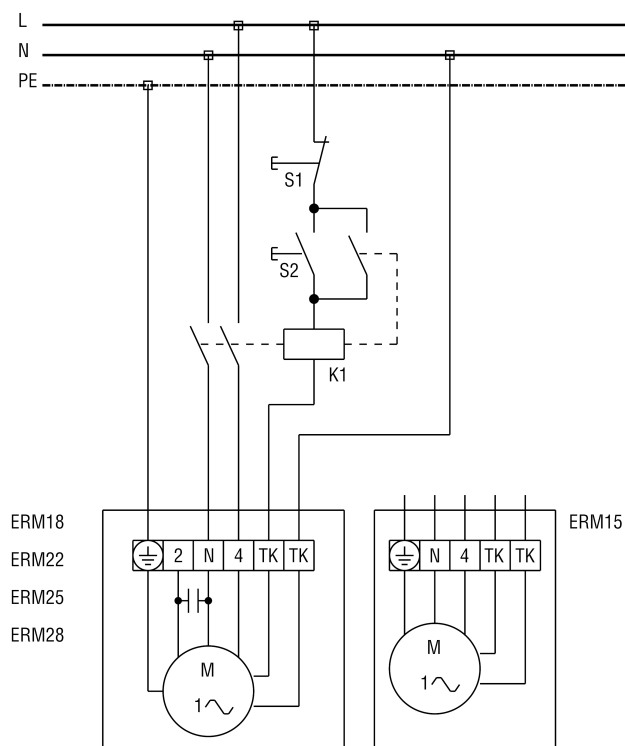 L
N
PE
S1
S2
K1
ERM18
ERM22
ERM25
ERM28
2 N 4 TK TK
M
1
N 4 TK TK
M
1
ERM15